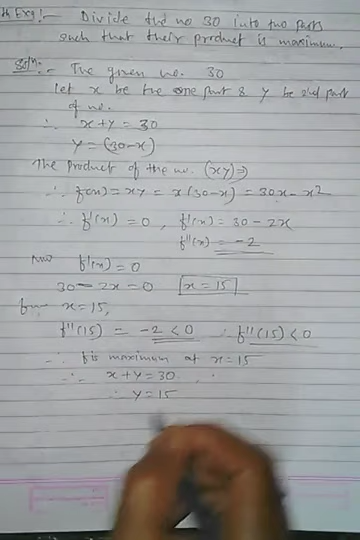 Ex 9!- Divide the no 30 into two parts
such that their product is maximum.
Solⁿ:- The given no. 30
Let x be the one part & y be 2nd part
of no.
∴ x+y = 30
y = (30-x)
The product of the no. (xy) ⇒
∴ f(x) = xy = x(30-x) = 30x - x²
∴ f'(x) = 0, f'(x) = 30 - 2x
f''(x) = -2
Now f'(x) = 0
30 - 2x = 0 x = 15
for x = 15,
f''(15) = -2 < 0 ∴ f''(15) < 0
∴ f is maximum at x = 15
∴ x+y = 30
∴ y = 15